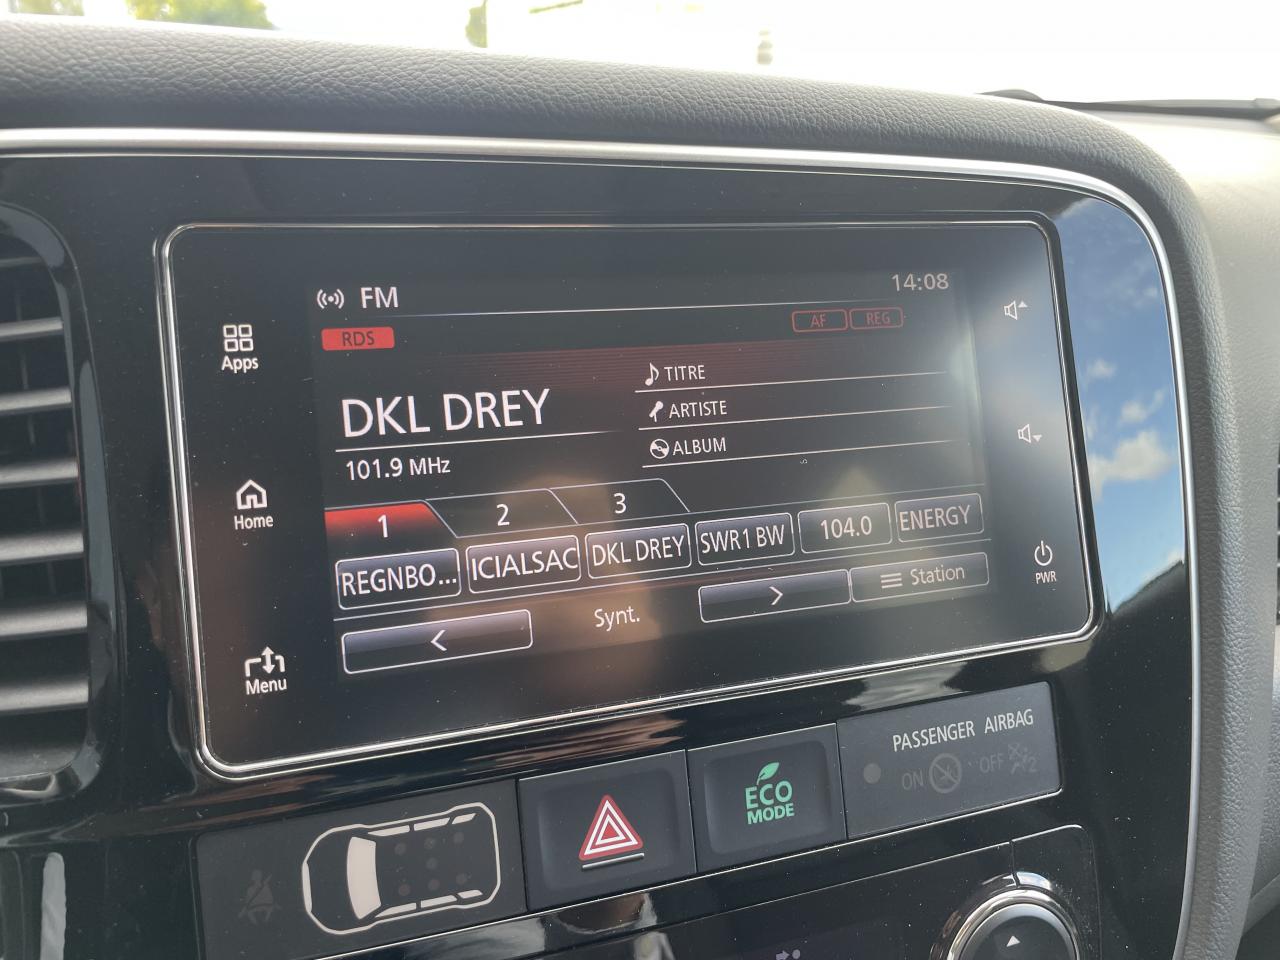 FM
14:08
RDS
AF
REG
Apps
DKL DREY
101.9 MHz
TITRE
ARTISTE
ALBUM
1
2
3
Home
REGNBO...
ICIALSAC
DKL DREY
SWR1 BW
104.0
ENERGY
<
Synt.
>
Station
PWR
Menu
PASSENGER AIRBAG
ON
OFF
2
ECO
MODE